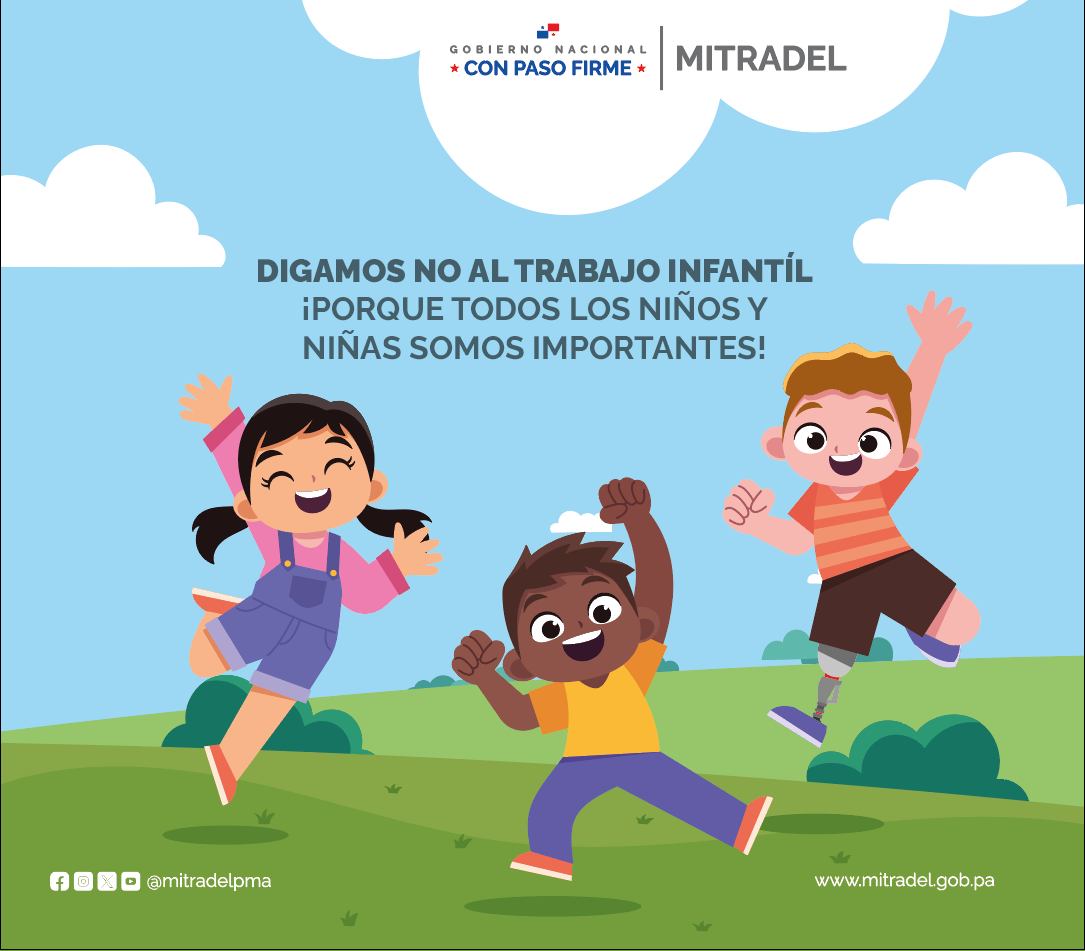 GOBIERNO NACIONAL
CON PASO FIRME
MITRADEL
DIGAMOS NO AL TRABAJO INFANTÍL
¡PORQUE TODOS LOS NIÑOS Y
NIÑAS SOMOS IMPORTANTES!
@mitradelpma
www.mitradel.gob.pa